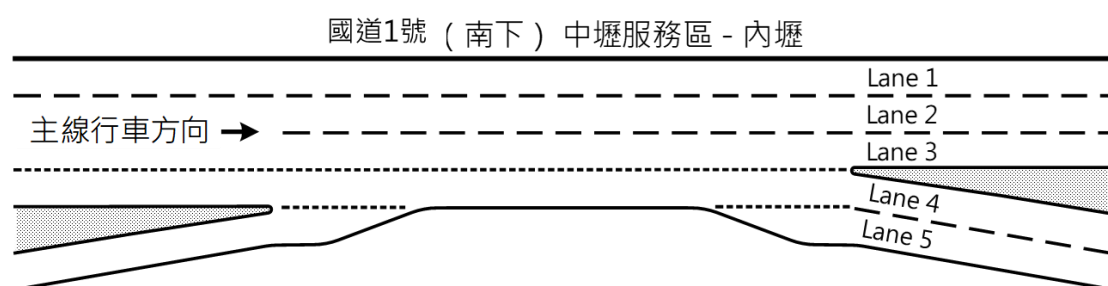 國道1號 (南下) 中壢服務區 - 內壢
Lane 1
Lane 2
主線行車方向
Lane 3
Lane 4
Lane 5